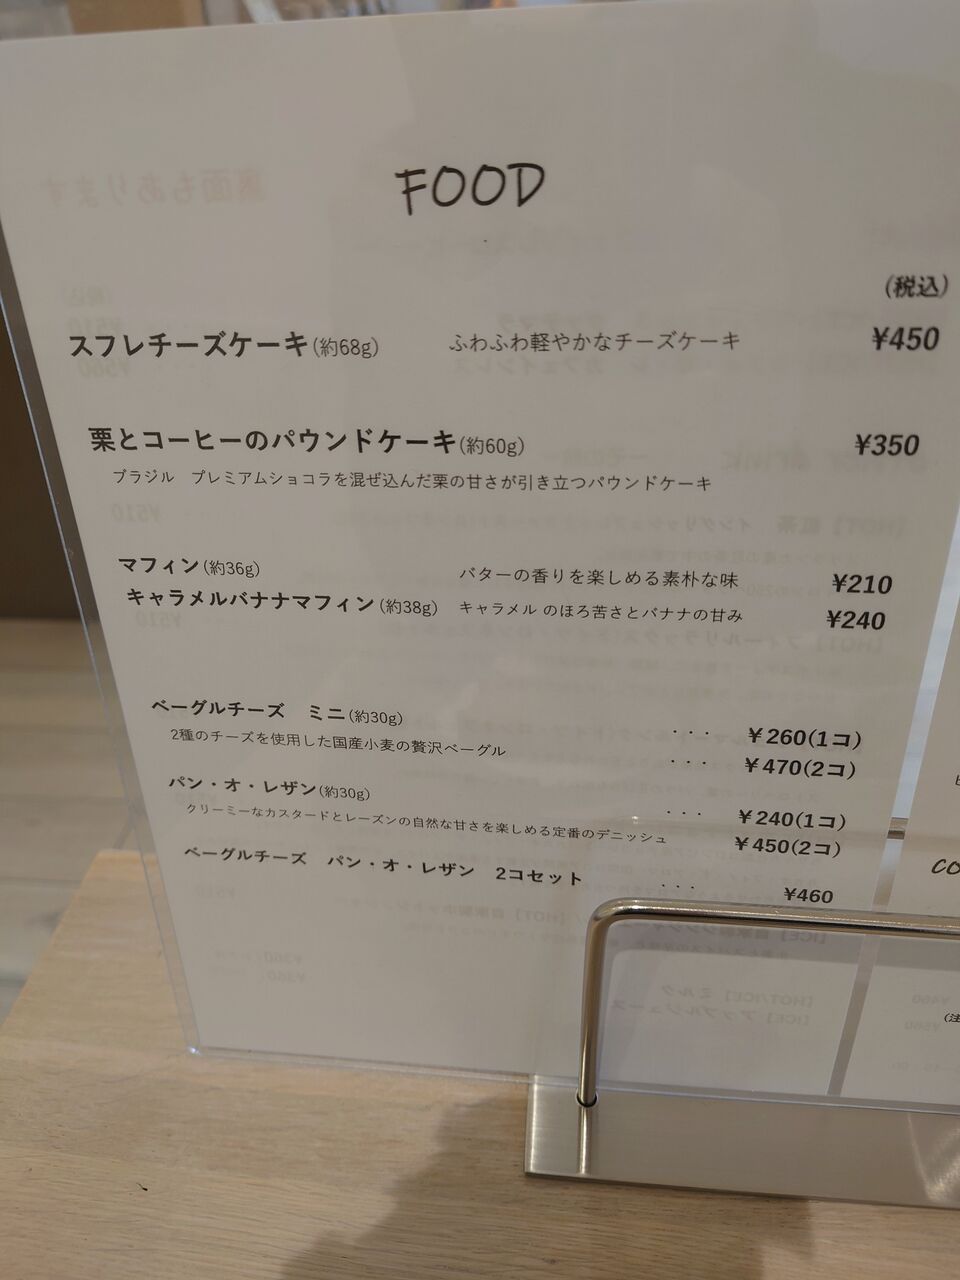 FOOD
(税込)
スフレチーズケーキ(約68g) ふわふわ軽やかなチーズケーキ ¥450
栗とコーヒーのパウンドケーキ(約60g) ¥350
ブラジル プレミアムショコラを混ぜ込んだ栗の甘さが引き立つパウンドケーキ
マフィン(約36g) バターの香りを楽しめる素朴な味 ¥210
キャラメルバナナマフィン(約38g) キャラメル のほろ苦さとバナナの甘み ¥240
ベーグルチーズ ミニ(約30g) ・・・ ¥260(1コ)
2種のチーズを使用した国産小麦の贅沢ベーグル ・・・ ¥470(2コ)
パン・オ・レザン(約30g) ・・・ ¥240(1コ)
クリーミーなカスタードとレーズンの自然な甘さを楽しめる定番のデニッシュ ¥450(2コ)
ベーグルチーズ パン・オ・レザン 2コセット ・・・ ¥460
CO
(注